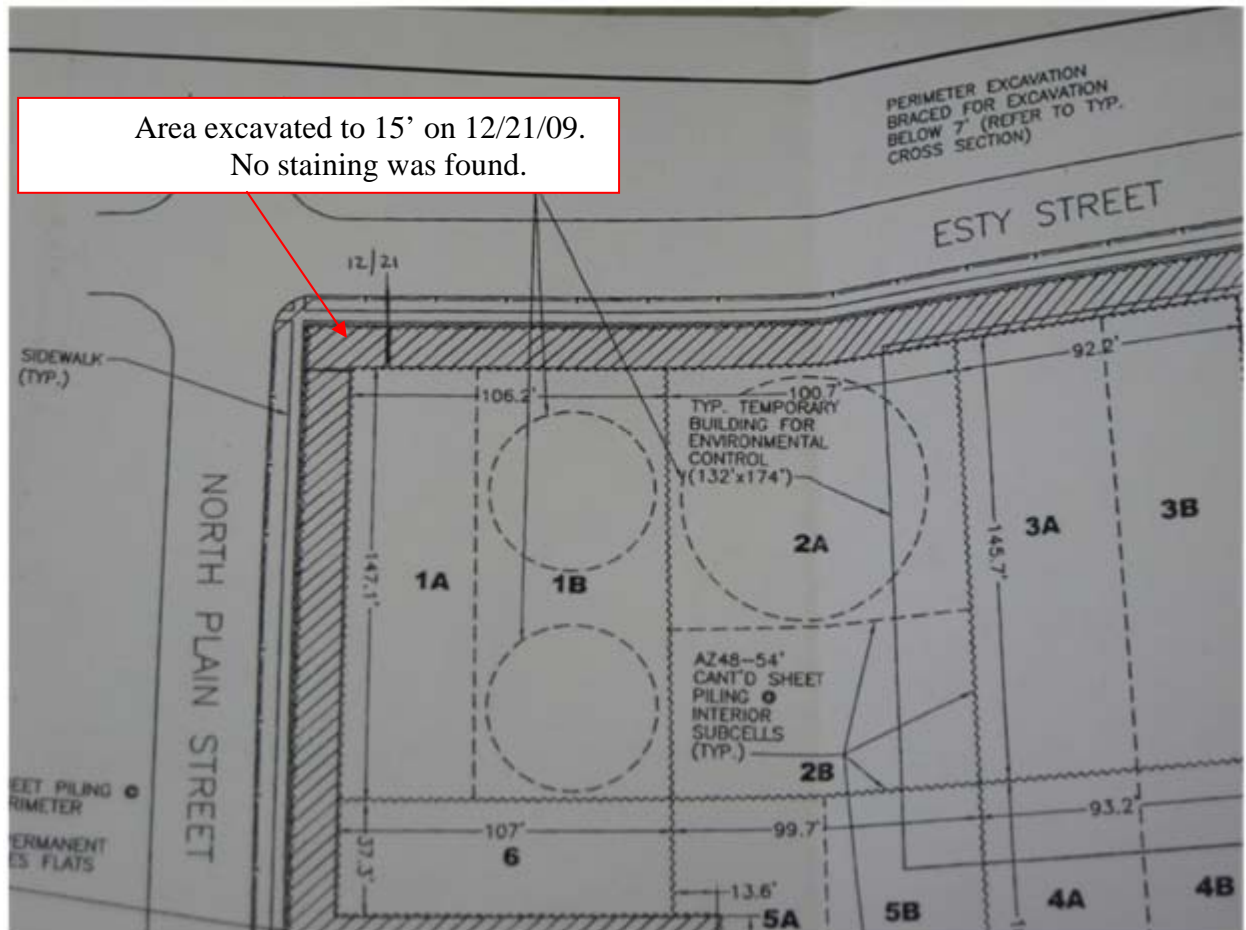 Area excavated to 15’ on 12/21/09.
No staining was found.
PERIMETER EXCAVATION
BRACED FOR EXCAVATION
BELOW 7' (REFER TO TYP.
CROSS SECTION)
ESTY STREET
12/21
SIDEWALK
(TYP.)
92.2'
106.2'
100.7'
TYP. TEMPORARY
BUILDING FOR
ENVIRONMENTAL
CONTROL
(132'x174')
NORTH PLAIN STREET
147.1'
1A
1B
2A
145.7'
3A
3B
AZ48-54'
CANT'D SHEET
PILING @
INTERIOR
SUBCELLS
(TYP.)
2B
EET PILING @
RIMETER
ERMANENT
ES FLATS
107'
99.7'
93.2'
37.3'
6
13.6'
5A
5B
4A
4B